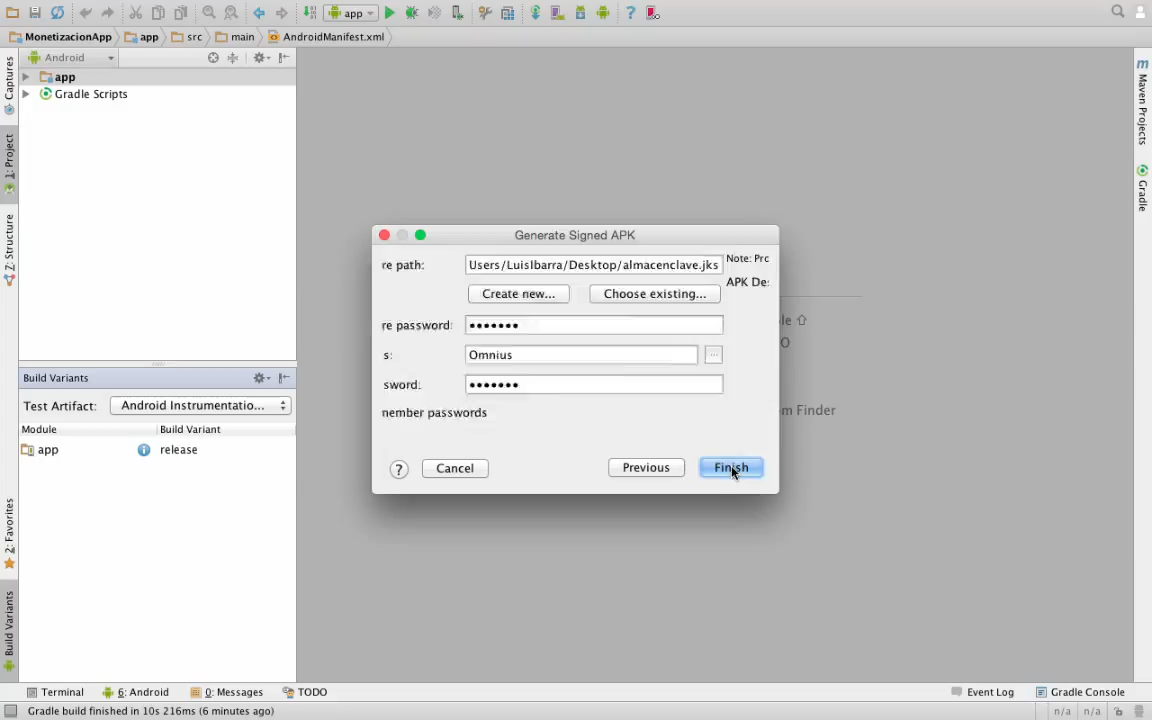 app
MonetizacionApp
app
src
main
AndroidManifest.xml
Android
app
Gradle Scripts
Captures
1: Project
Z: Structure
2: Favorites
Build Variants
Maven Projects
Gradle
Build Variants
Test Artifact:
Android Instrumentatio...
Module
Build Variant
app
release
Generate Signed APK
re path:
Users/LuisIbarra/Desktop/almacenclave.jks
Note: Pro
Create new...
Choose existing...
APK De:
re password:
•••••••
s:
Omnius
...
sword:
•••••••
nember passwords
?
Cancel
Previous
Finish
le ⇧
O
m Finder
Terminal
6: Android
0: Messages
TODO
Event Log
Gradle Console
Gradle build finished in 10s 216ms (6 minutes ago)
n/a
n/a